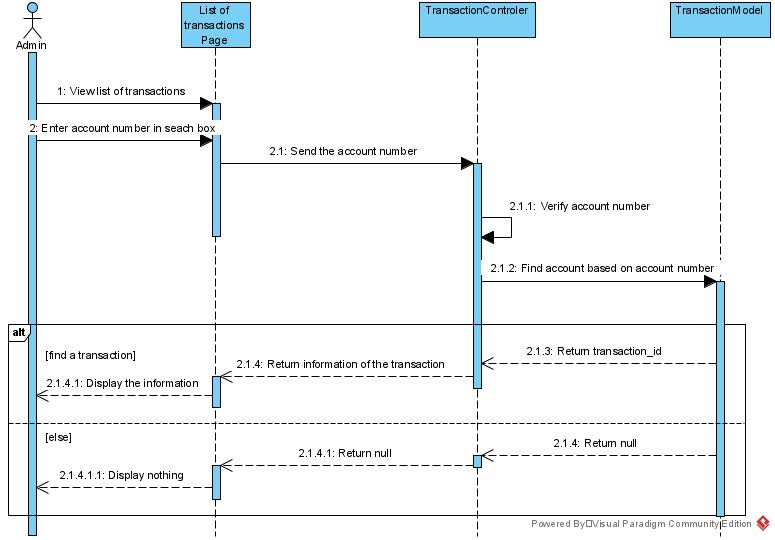 List of
transactions
Page
TransactionControler
TransactionModel
Admin
1: View list of transactions
2: Enter account number in seach box
2.1: Send the account number
2.1.1: Verify account number
2.1.2: Find account based on account number
alt
[find a transaction]
2.1.3: Return transaction_id
2.1.4: Return information of the transaction
2.1.4.1: Display the information
[else]
2.1.4: Return null
2.1.4.1: Return null
2.1.4.1.1: Display nothing
Powered By Visual Paradigm Community Edition